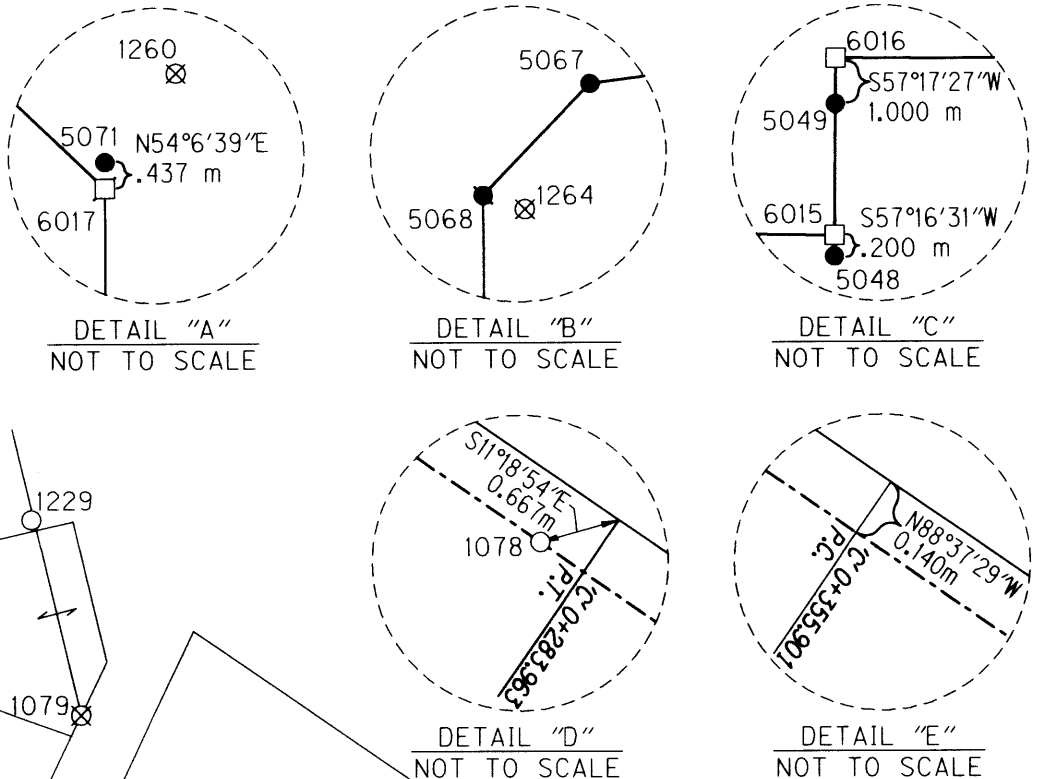 1260
5071
N54°6'39"E
.437 m
6017
DETAIL "A"
NOT TO SCALE
5067
5068
1264
DETAIL "B"
NOT TO SCALE
6016
S57°17'27"W
1.000 m
5049
6015
S57°16'31"W
.200 m
5048
DETAIL "C"
NOT TO SCALE
1229
1079
S11°18'54"E
0.667m
1078
P.T.
"C" 0+283.963
DETAIL "D"
NOT TO SCALE
N88°37'29"W
0.140m
P.C.
"C" 0+355.901
DETAIL "E"
NOT TO SCALE